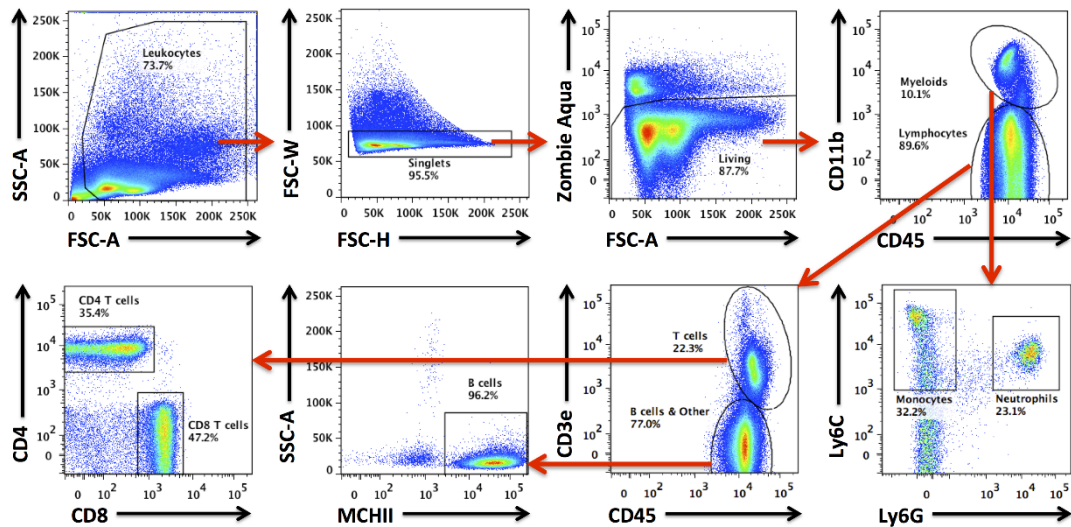 SSC-A
250K
200K
150K
100K
50K
0
Leukocytes
73.7%
0 50K 100K 150K 200K 250K
FSC-A
FSC-W
250K
200K
150K
100K
50K
0
Singlets
95.5%
50K 100K 150K 200K 250K
FSC-H
Zombie Aqua
10^5
10^4
10^3
10^2
0
Living
87.7%
0 50K 100K 150K 200K 250K
FSC-A
CD11b
10^5
10^4
10^3
10^2
0
Myeloids
10.1%
Lymphocytes
89.6%
0 10^2 10^3 10^4 10^5
CD45
CD4
10^5
10^4
10^3
10^2
0
CD4 T cells
35.4%
CD8 T cells
47.2%
0 10^2 10^3 10^4 10^5
CD8
SSC-A
250K
200K
150K
100K
50K
0
B cells
96.2%
0 10^2 10^3 10^4 10^5
MCHII
CD3e
10^5
10^4
10^3
10^2
0
T cells
22.3%
B cells & Other
77.0%
0 10^2 10^3 10^4 10^5
CD45
Ly6C
10^5
10^4
10^3
10^2
0
Monocytes
32.2%
Neutrophils
23.1%
0 10^3 10^4 10^5
Ly6G